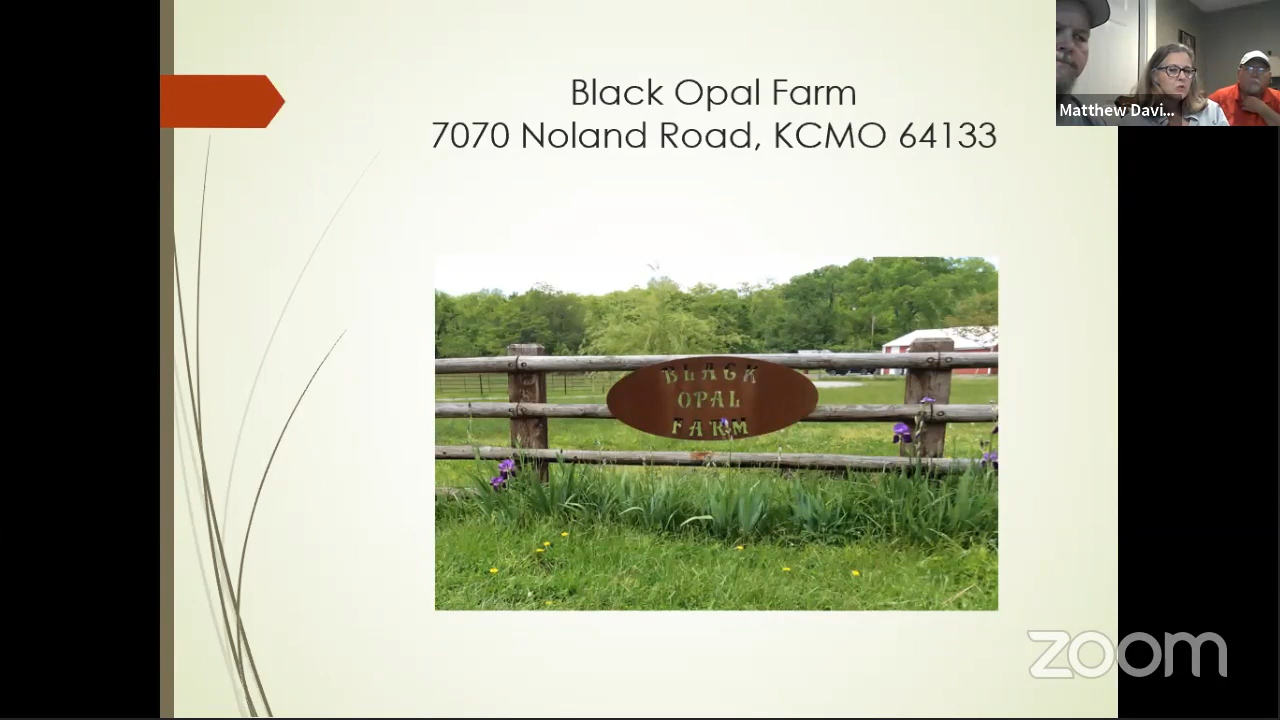 Black Opal Farm
7070 Noland Road, KCMO 64133
Matthew Davi...
BLACK
OPAL
FARM
zoom